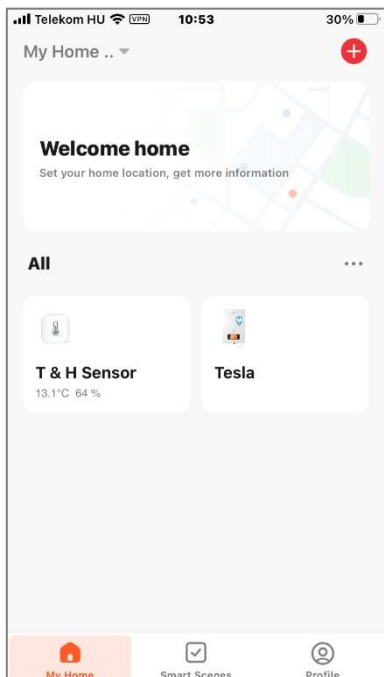 Telekom HU VPN 10:53 30%
My Home ..
Welcome home
Set your home location, get more information
All
T & H Sensor
13.1°C 64 %
Tesla
My Home Smart Scenes Profile